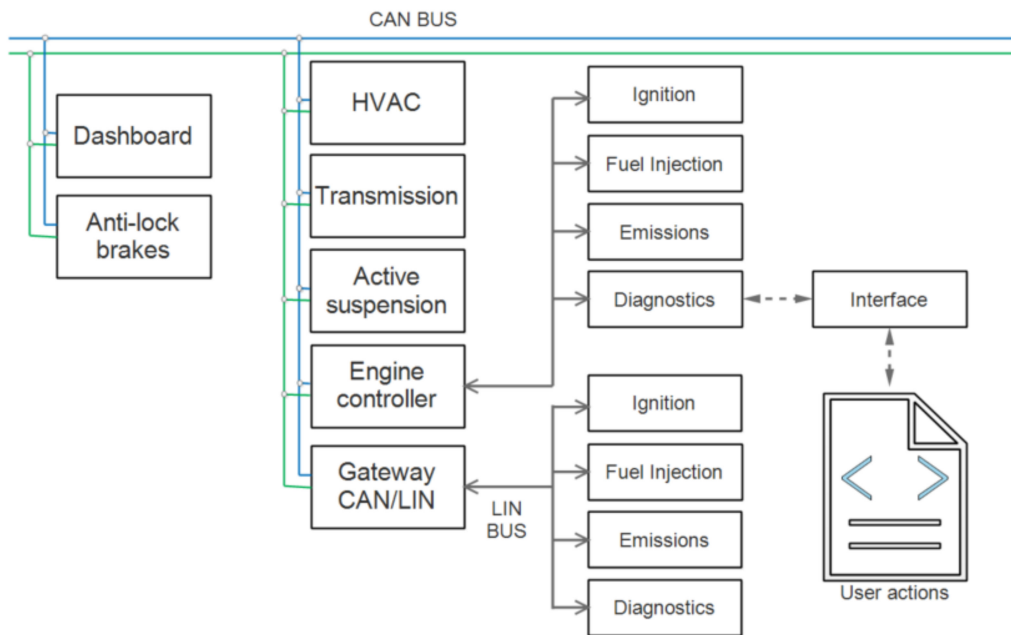 CAN BUS
Dashboard
Anti-lock
brakes
HVAC
Transmission
Active
suspension
Engine
controller
Gateway
CAN/LIN
LIN
BUS
Ignition
Fuel Injection
Emissions
Diagnostics
Interface
Ignition
Fuel Injection
Emissions
Diagnostics
User actions